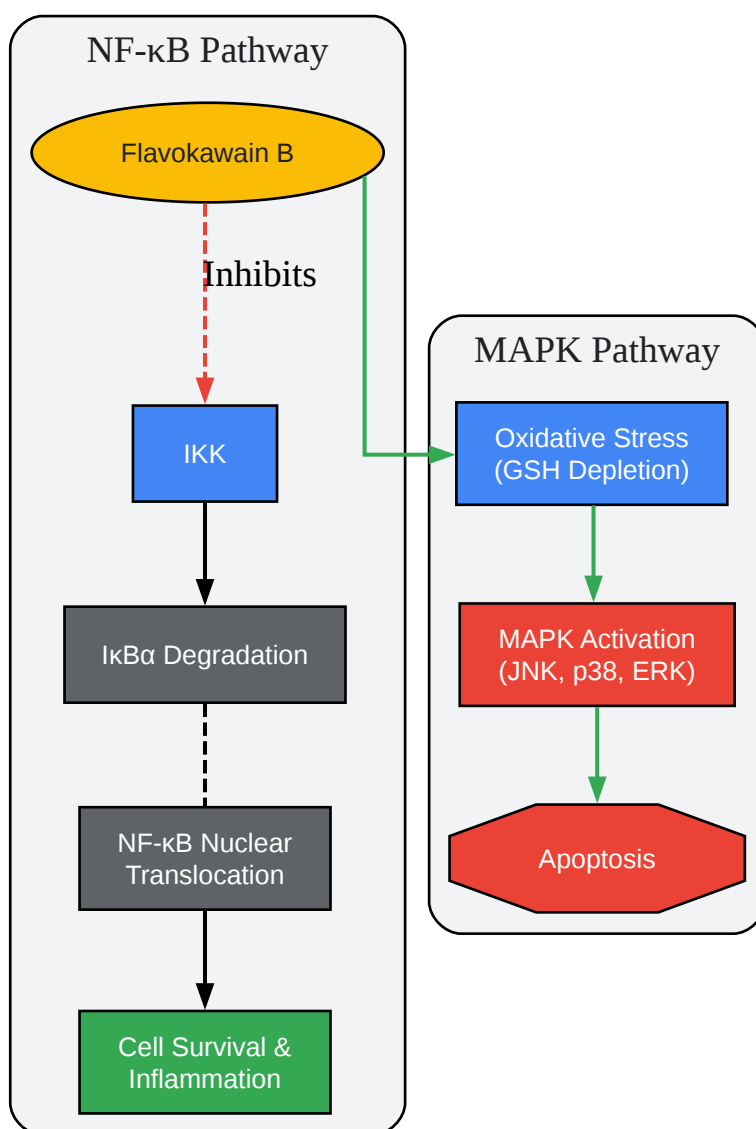 NF-κB Pathway
Flavokawain B
Inhibits
IKK
IκBα Degradation
NF-κB Nuclear
Translocation
Cell Survival &
Inflammation
MAPK Pathway
Oxidative Stress
(GSH Depletion)
MAPK Activation
(JNK, p38, ERK)
Apoptosis